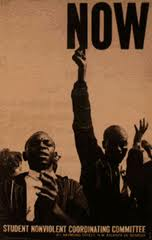 NOW
STUDENT NONVIOLENT COORDINATING COMMITTEE